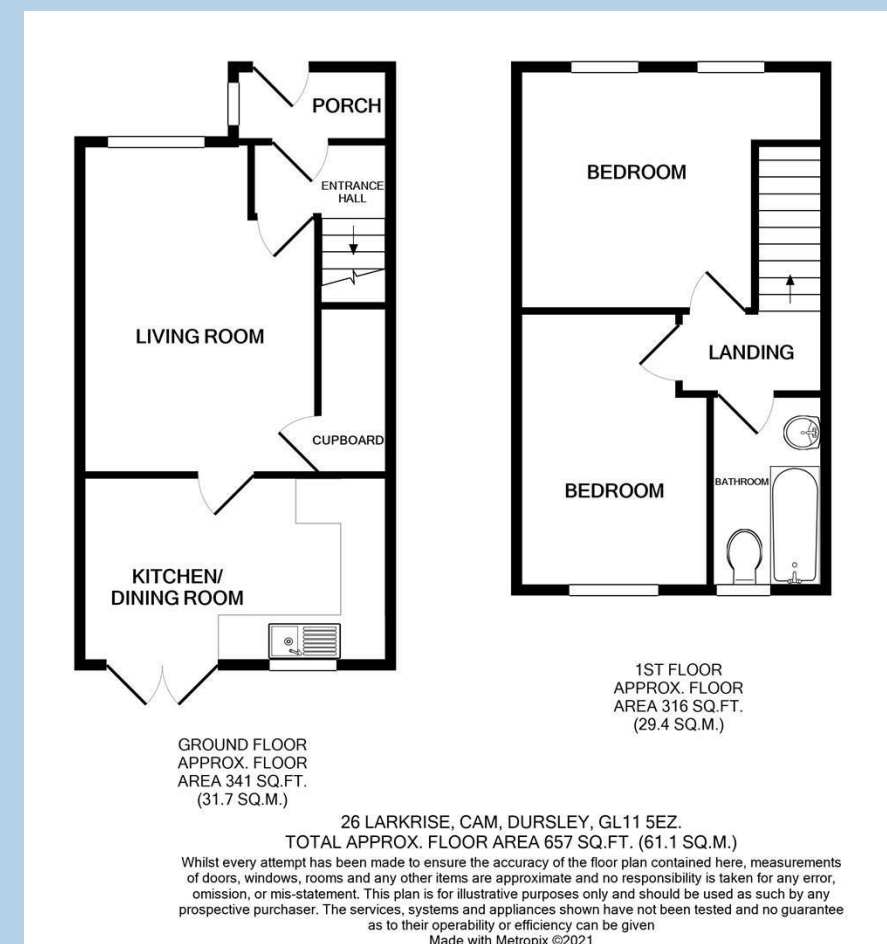 PORCH
ENTRANCE
HALL
LIVING ROOM
CUPBOARD
KITCHEN/
DINING ROOM
GROUND FLOOR
APPROX. FLOOR
AREA 341 SQ.FT.
(31.7 SQ.M.)
BEDROOM
LANDING
BEDROOM
BATHROOM
1ST FLOOR
APPROX. FLOOR
AREA 316 SQ.FT.
(29.4 SQ.M.)
26 LARKRISE, CAM, DURSLEY, GL11 5EZ.
TOTAL APPROX. FLOOR AREA 657 SQ.FT. (61.1 SQ.M.)
Whilst every attempt has been made to ensure the accuracy of the floor plan contained here, measurements
of doors, windows, rooms and any other items are approximate and no responsibility is taken for any error,
omission, or mis-statement. This plan is for illustrative purposes only and should be used as such by any
prospective purchaser. The services, systems and appliances shown have not been tested and no guarantee
as to their operability or efficiency can be given
Made with Metropix ©2021